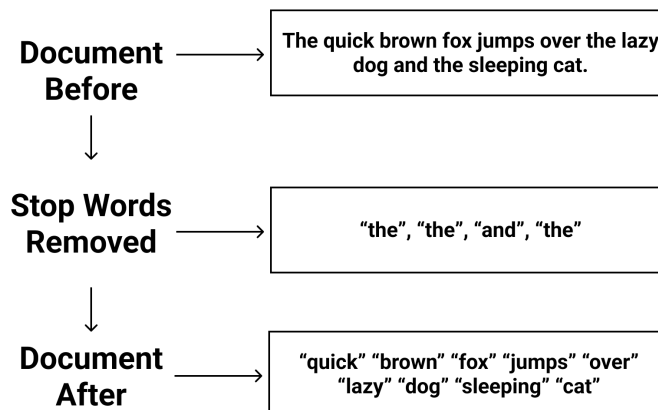 Document
Before
The quick brown fox jumps over the lazy
dog and the sleeping cat.
Stop Words
Removed
“the”, “the”, “and”, “the”
Document
After
“quick” “brown” “fox” “jumps” “over”
“lazy” “dog” “sleeping” “cat”